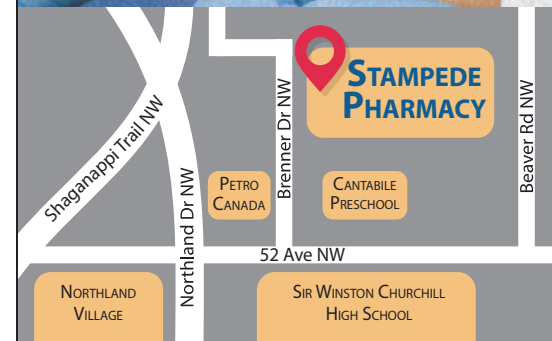 STAMPEDE
PHARMACY
Shaganappi Trail NW
Northland Dr NW
Brenner Dr NW
Beaver Rd NW
PETRO
CANADA
CANTABILE
PRESCHOOL
52 Ave NW
NORTHLAND
VILLAGE
SIR WINSTON CHURCHILL
HIGH SCHOOL